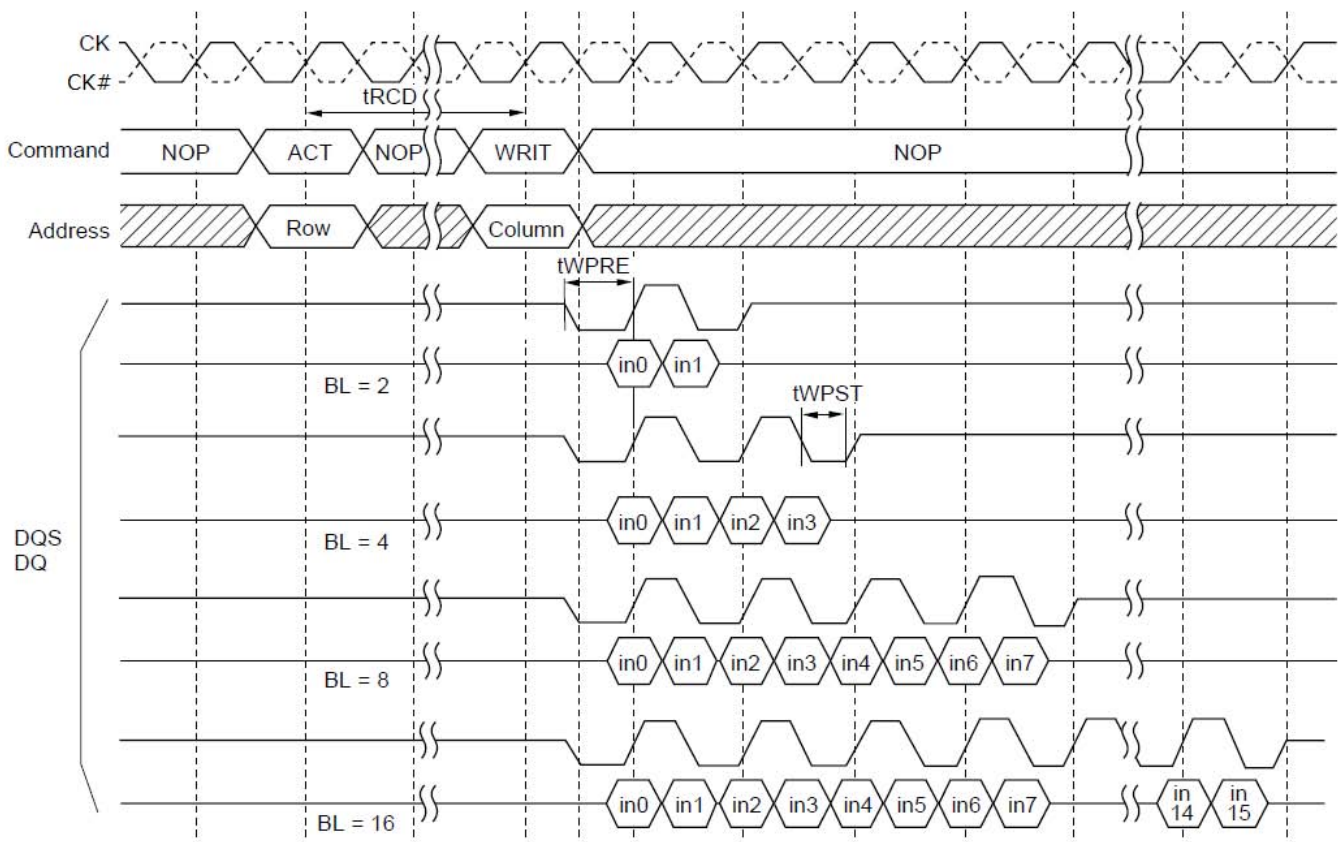 CK
CK#
tRCD
Command NOP ACT NOP WRIT NOP
Address Row Column
tWPRE
in0 in1
BL = 2
tWPST
in0 in1 in2 in3
BL = 4
DQS
DQ
in0 in1 in2 in3 in4 in5 in6 in7
BL = 8
in0 in1 in2 in3 in4 in5 in6 in7 in 14 in 15
BL = 16